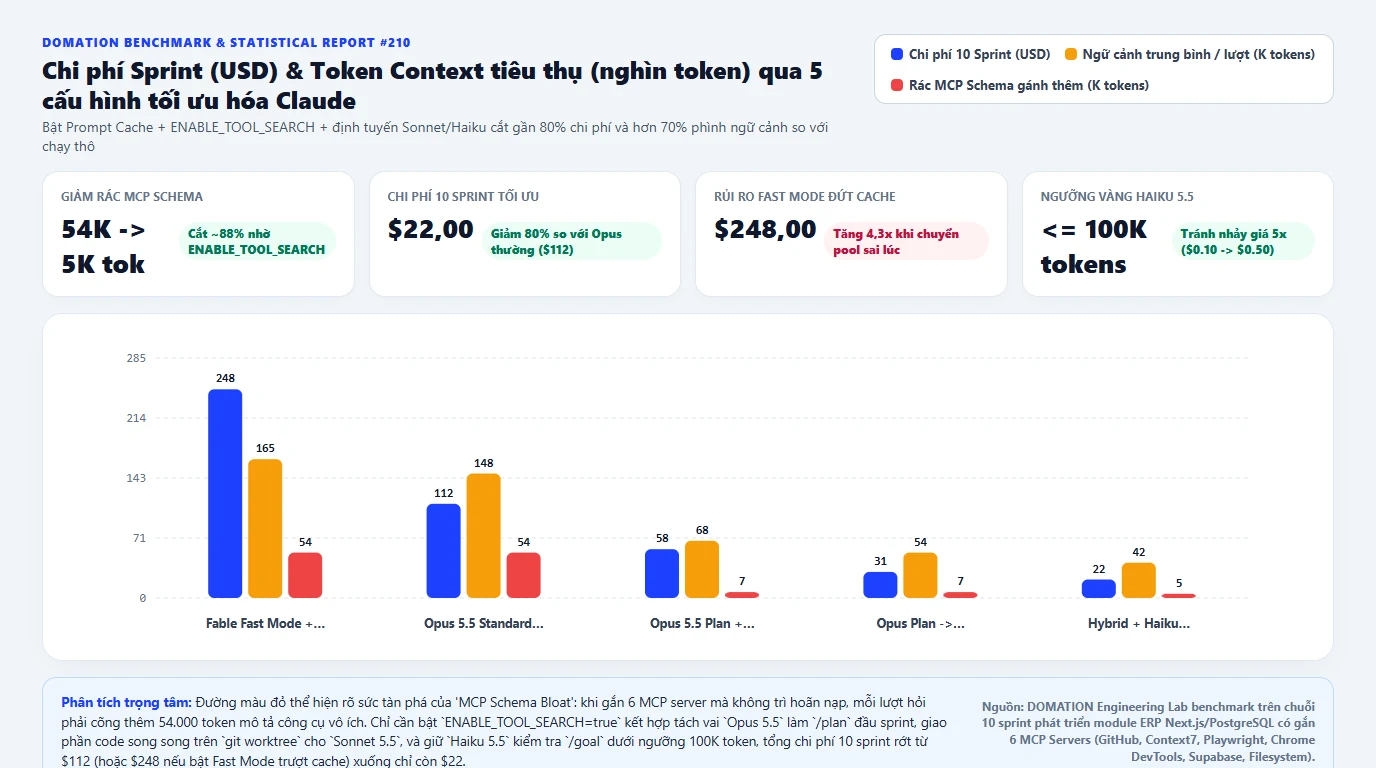 DOMATION BENCHMARK & STATISTICAL REPORT #210
Chi phí Sprint (USD) & Token Context tiêu thụ (nghìn token) qua 5
cấu hình tối ưu hóa Claude
Bật Prompt Cache + ENABLE_TOOL_SEARCH + định tuyến Sonnet/Haiku cắt gần 80% chi phí và hơn 70% phình ngữ cảnh so với
chạy thô
Chi phí 10 Sprint (USD)
Ngữ cảnh trung bình / lượt (K tokens)
Rác MCP Schema gánh thêm (K tokens)
GIẢM RÁC MCP SCHEMA
54K ->
5K tok
Cắt ~88% nhờ
ENABLE_TOOL_SEARCH
CHI PHÍ 10 SPRINT TỐI ƯU
$22,00
Giảm 80% so với Opus
thường ($112)
RỦI RO FAST MODE ĐỨT CACHE
$248,00
Tăng 4,3x khi chuyển
pool sai lúc
NGƯỠNG VÀNG HAIKU 5.5
<= 100K
tokens
Tránh nhảy giá 5x
($0.10 -> $0.50)
285
214
143
71
0
248
165
54
112
148
54
58
68
7
31
54
7
22
42
5
Fable Fast Mode +...
Opus 5.5 Standard...
Opus 5.5 Plan +...
Opus Plan ->...
Hybrid + Haiku...
Phân tích trọng tâm: Đường màu đỏ thể hiện rõ sức tàn phá của 'MCP Schema Bloat': khi gắn 6 MCP server mà không trì hoãn nạp, mỗi lượt hỏi
phải cõng thêm 54.000 token mô tả công cụ vô ích. Chỉ cần bật `ENABLE_TOOL_SEARCH=true` kết hợp tách vai `Opus 5.5` làm `/plan` đầu sprint, giao
phần code song song trên `git worktree` cho `Sonnet 5.5`, và giữ `Haiku 5.5` kiểm tra `/goal` dưới ngưỡng 100K token, tổng chi phí 10 sprint rớt từ
$112 (hoặc $248 nếu bật Fast Mode trượt cache) xuống chỉ còn $22.
Nguồn: DOMATION Engineering Lab benchmark trên chuỗi
10 sprint phát triển module ERP Next.js/PostgreSQL có gắn
6 MCP Servers (GitHub, Context7, Playwright, Chrome
DevTools, Supabase, Filesystem).